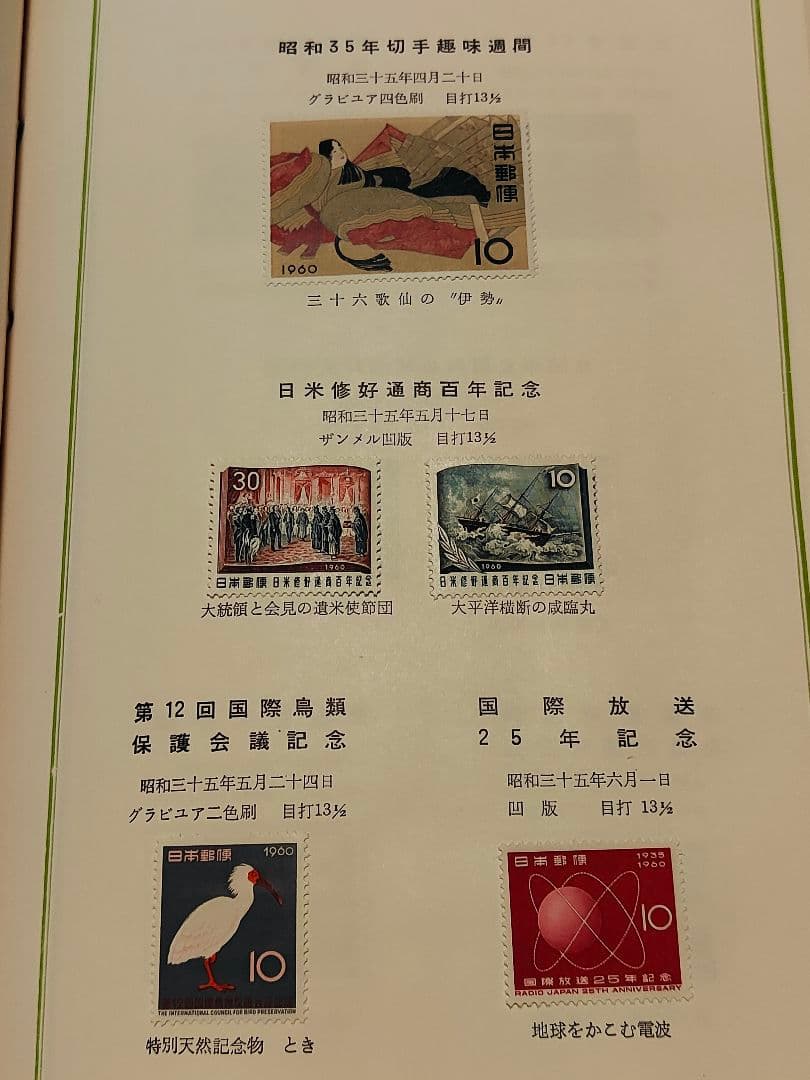 昭和35年切手趣味週間
昭和三十五年四月二十日
グラビユア四色刷　目打13½
日本郵便
10
1960
三十六歌仙の〝伊勢〟
日米修好通商百年記念
昭和三十五年五月十七日
ザンメル凹版　目打13½
30
1960
日本郵便 日米修好通商百年記念
大統領と会見の遺米使節団
10
1960
日米修好通商百年記念 日本郵便
大平洋横断の咸臨丸
第12回国際鳥類
保護会議記念
昭和三十五年五月二十四日
グラビユア二色刷　目打13½
日本郵便 1960
10
THE INTERNATIONAL COUNCIL FOR BIRD PRESERVATION
特別天然記念物　とき
国際放送
25年記念
昭和三十五年六月一日
凹版　目打 13½
日本郵便
1935
1960
10
国際放送25年記念
RADIO JAPAN 25TH ANNIVERSARY
地球をかこむ電波